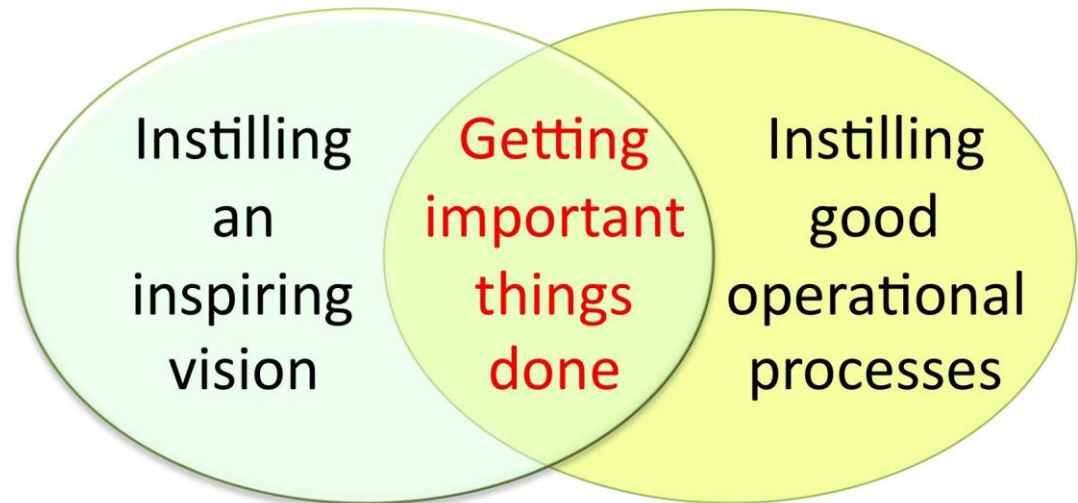 Instilling
an
inspiring
vision
Getting
important
things
done
Instilling
good
operational
processes